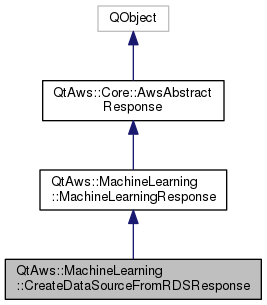 QObject
QtAws::Core::AwsAbstract
Response
QtAws::MachineLearning
::MachineLearningResponse
QtAws::MachineLearning
::CreateDataSourceFromRDSResponse